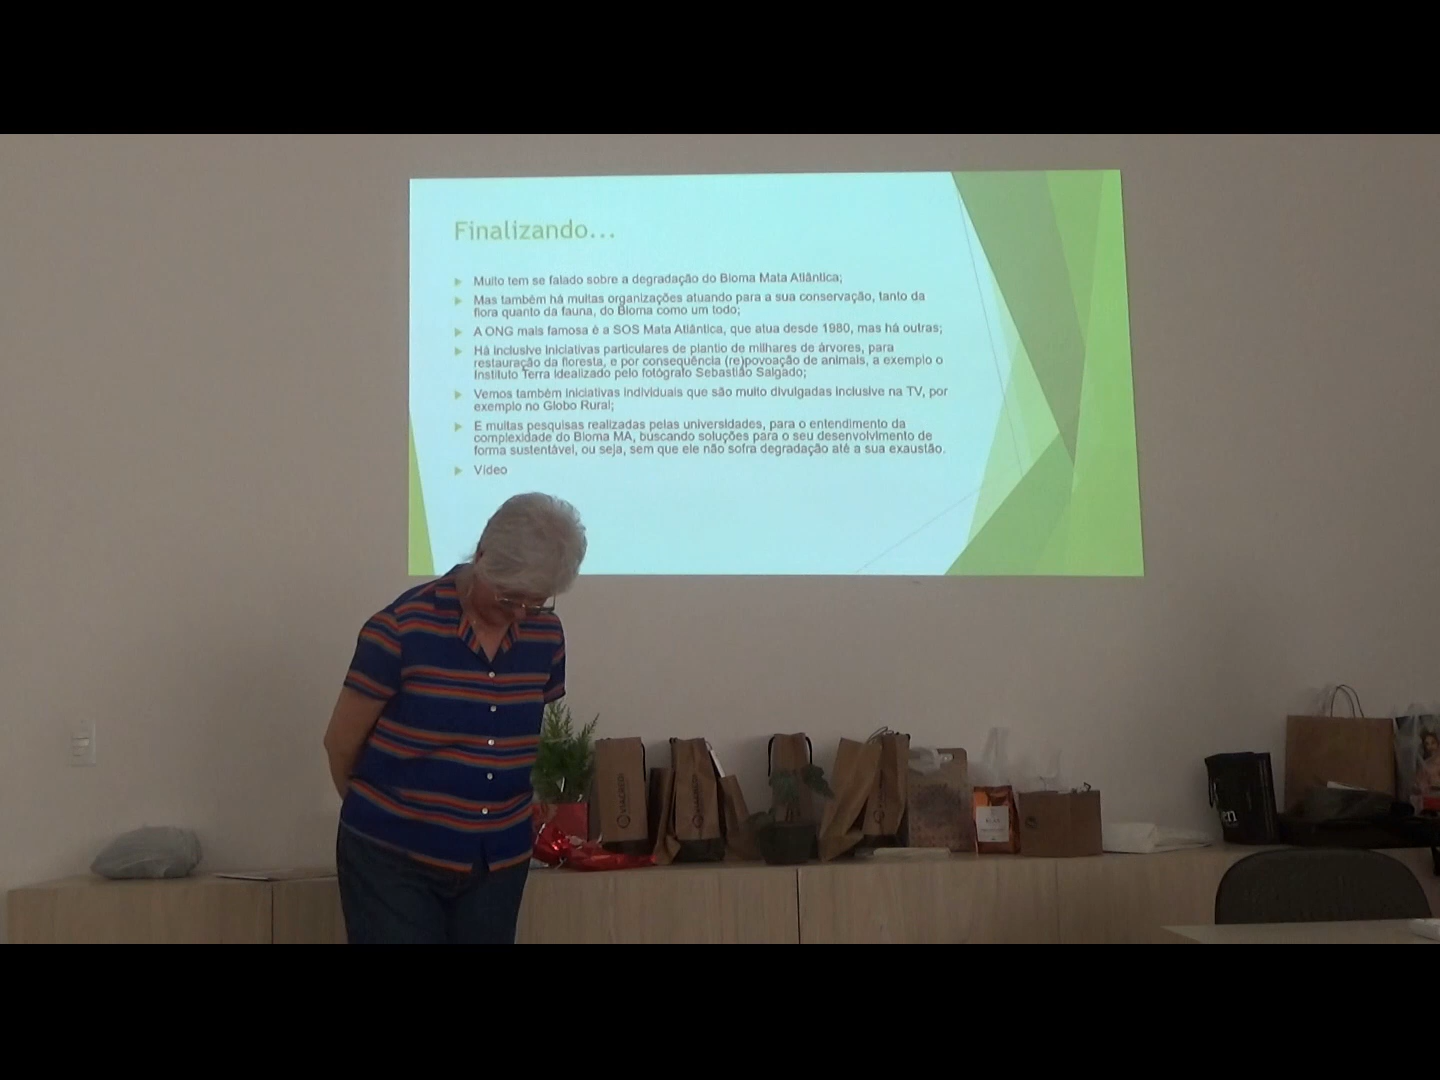 Finalizando...
Muito tem se falado sobre a degradação do Bioma Mata Atlântica;
Mas também há muitas organizações atuando para a sua conservação, tanto da
flora quanto da fauna, do Bioma como um todo;
A ONG mais famosa é a SOS Mata Atlântica, que atua desde 1980, mas há outras;
Há inclusive iniciativas particulares de plantio de milhares de árvores, para
restauração da floresta, e por consequência (re)povoação de animais, a exemplo o
Instituto Terra idealizado pelo fotógrafo Sebastião Salgado;
Vemos também iniciativas individuais que são muito divulgadas inclusive na TV, por
exemplo no Globo Rural;
E muitas pesquisas realizadas pelas universidades, para o entendimento da
complexidade do Bioma MA, buscando soluções para o seu desenvolvimento de
forma sustentável, ou seja, sem que ele não sofra degradação até a sua exaustão.
Vídeo